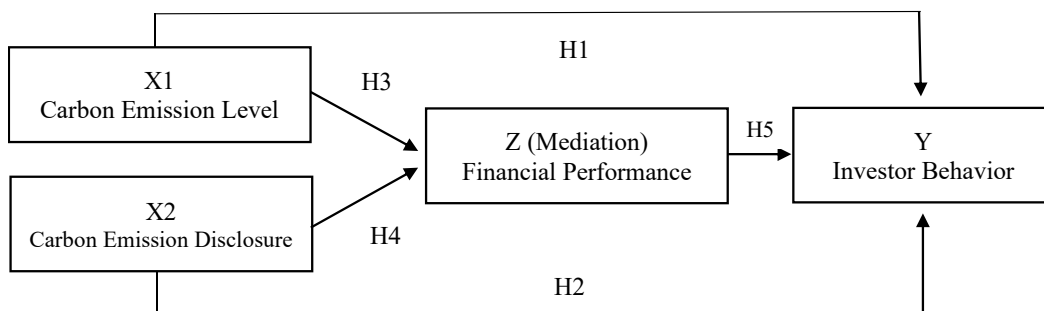 H1
X1
Carbon Emission Level
H3
Z (Mediation)
Financial Performance
H5
Y
Investor Behavior
X2
Carbon Emission Disclosure
H4
H2